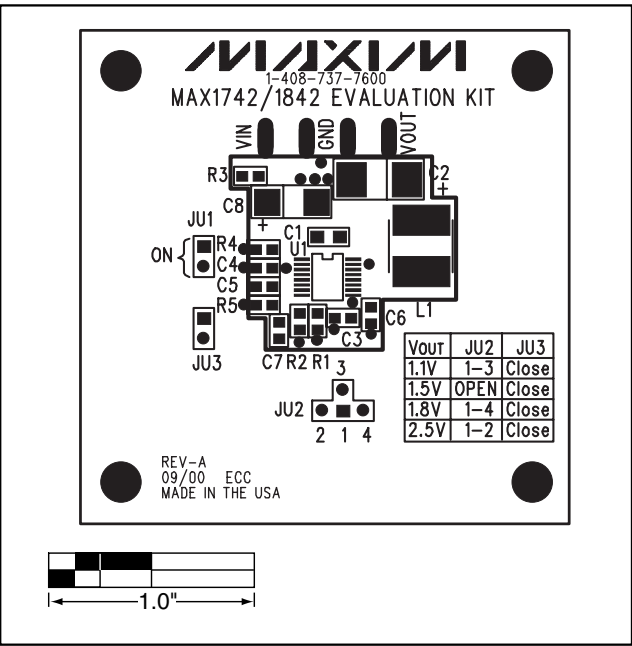 MAXIM
1-408-737-7600
MAX1742/1842 EVALUATION KIT
VIN
GND
VOUT
R3
C2
+
C8
+
JU1
C1
U1
ON
R4
C4
C5
R5
L1
C6
JU3
C7 R2 R1
C3
VOUT JU2 JU3
1.1V 1-3 Close
1.5V OPEN Close
1.8V 1-4 Close
2.5V 1-2 Close
3
JU2
2 1 4
REV-A
09/00 ECC
MADE IN THE USA
1.0"